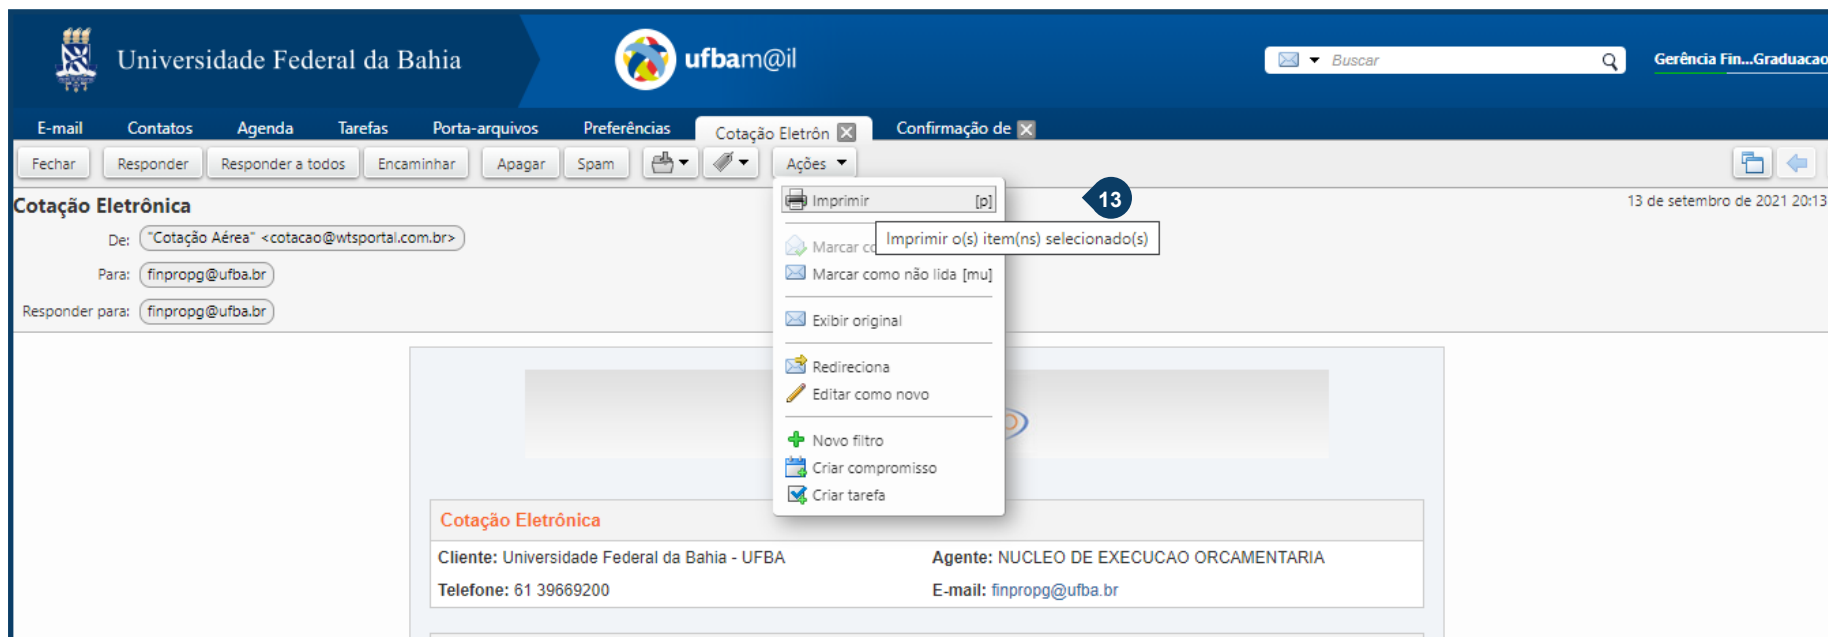 Universidade Federal da Bahia
ufbam@il
Buscar
Gerência Fin...Graduacao
E-mail Contatos Agenda Tarefas Porta-arquivos Preferências Cotação Eletrôn Confirmação de
Fechar Responder Responder a todos Encaminhar Apagar Spam Ações
Cotação Eletrônica
13 de setembro de 2021 20:13
De: "Cotação Aérea" <cotacao@wtsportal.com.br>
Para: finpropg@ufba.br
Responder para: finpropg@ufba.br
Imprimir [p]
13
Imprimir o(s) item(ns) selecionado(s)
Marcar co
Marcar como não lida [mu]
Exibir original
Redireciona
Editar como novo
Novo filtro
Criar compromisso
Criar tarefa
Cotação Eletrônica
Cliente: Universidade Federal da Bahia - UFBA
Agente: NUCLEO DE EXECUCAO ORCAMENTARIA
Telefone: 61 39669200
E-mail: finpropg@ufba.br